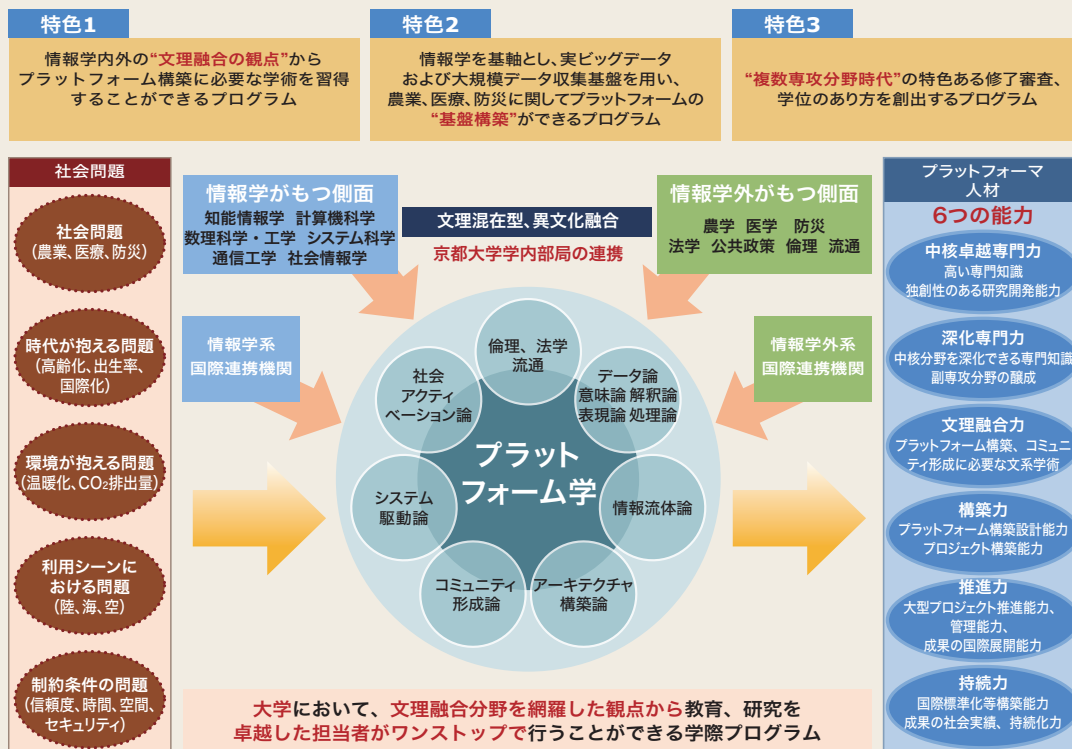 特色1
情報学内外の“文理融合の観点”から
プラットフォーム構築に必要な学術を習得
することができるプログラム
特色2
情報学を基軸とし、実ビッグデータ
および大規模データ収集基盤を用い、
農業、医療、防災に関してプラットフォームの
“基盤構築”ができるプログラム
特色3
“複数専攻分野時代”の特色ある修了審査、
学位のあり方を創出するプログラム
社会問題
社会問題
(農業、医療、防災)
時代が抱える問題
(高齢化、出生率、
国際化)
環境が抱える問題
(温暖化、CO₂排出量)
利用シーンに
おける問題
(陸、海、空)
制約条件の問題
(信頼度、時間、空間、
セキュリティ)
情報学がもつ側面
知能情報学 計算機科学
数理科学・工学 システム科学
通信工学 社会情報学
文理混在型、異文化融合
京都大学学内部局の連携
情報学外がもつ側面
農学 医学 防災
法学 公共政策 倫理 流通
情報学系
国際連携機関
情報学外系
国際連携機関
倫理、法学
流通
社会
アクティ
ベーション論
データ論
意味論 解釈論
表現論 処理論
プラット
フォーム学
システム
駆動論
情報流体論
コミュニティ
形成論
アーキテクチャ
構築論
大学において、文理融合分野を網羅した観点から教育、研究を
卓越した担当者がワンストップで行うことができる学際プログラム
プラットフォーマ
人材
6つの能力
中核卓越専門力
高い専門知識
独創性のある研究開発能力
深化専門力
中核分野を深化できる専門知識
副専攻分野の醸成
文理融合力
プラットフォーム構築、コミュニ
ティ形成に必要な文系学術
構築力
プラットフォーム構築設計能力
プロジェクト構築能力
推進力
大型プロジェクト推進能力、
管理能力、
成果の国際展開能力
持続力
国際標準化等構築能力
成果の社会実績、持続化力